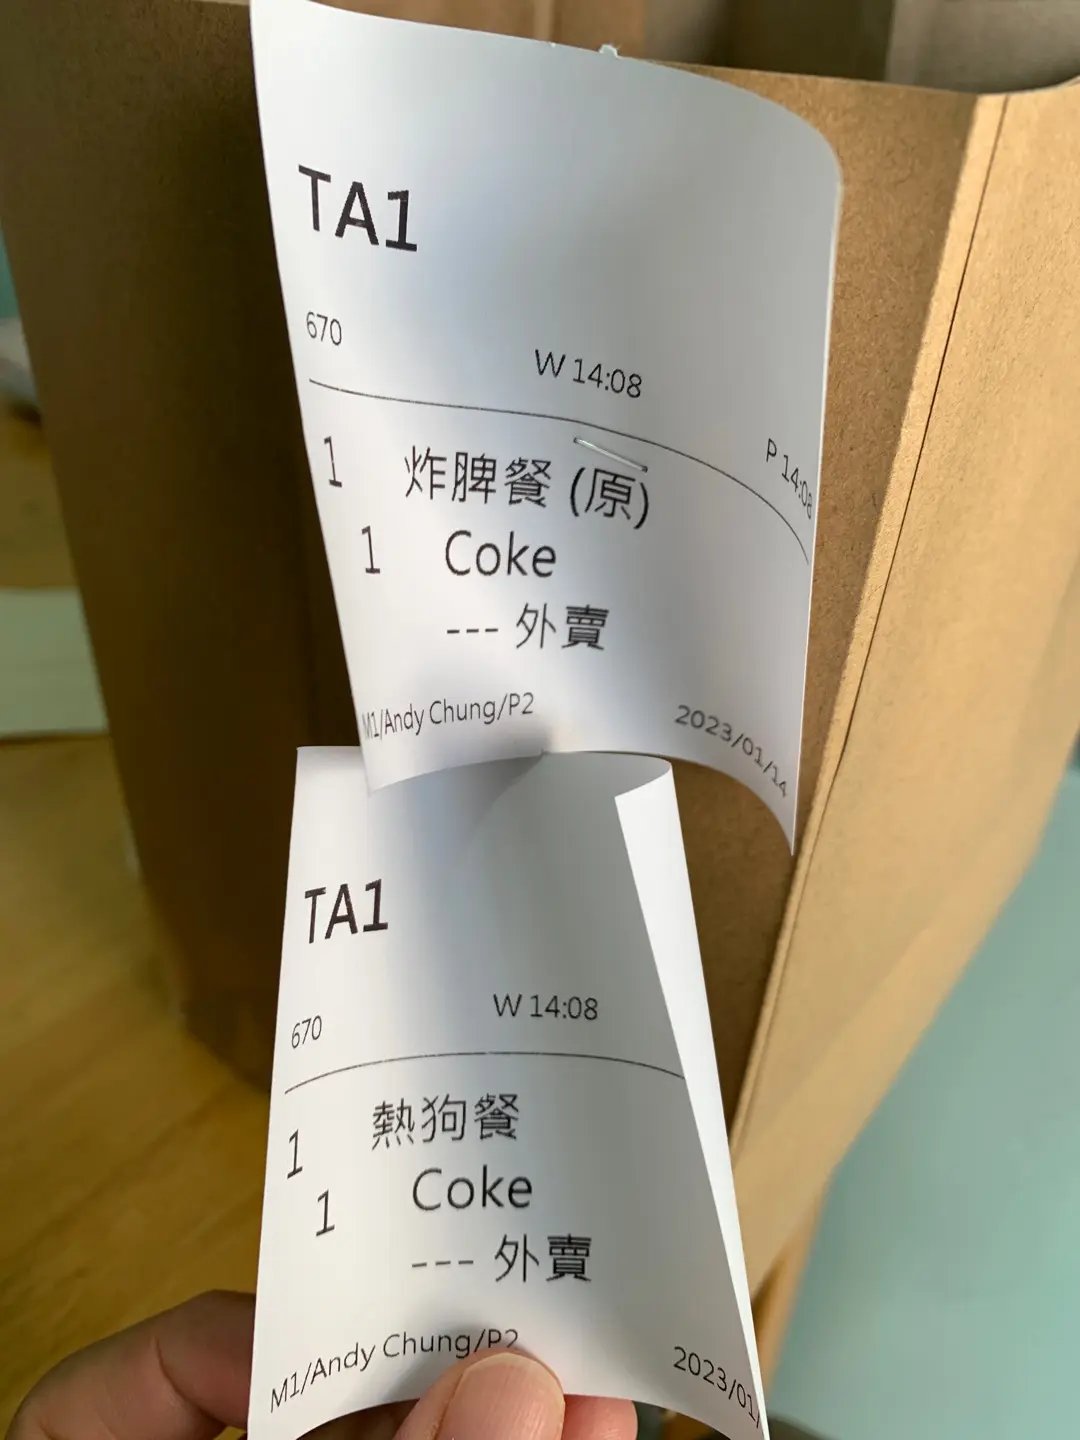 TA1
670 W 14:08 P 14:08
1 炸脾餐 (原)
1 Coke
--- 外賣
M1/Andy Chung/P2 2023/01/14
TA1
670 W 14:08
1 熱狗餐
1 Coke
--- 外賣
M1/Andy Chung/P2 2023/01/